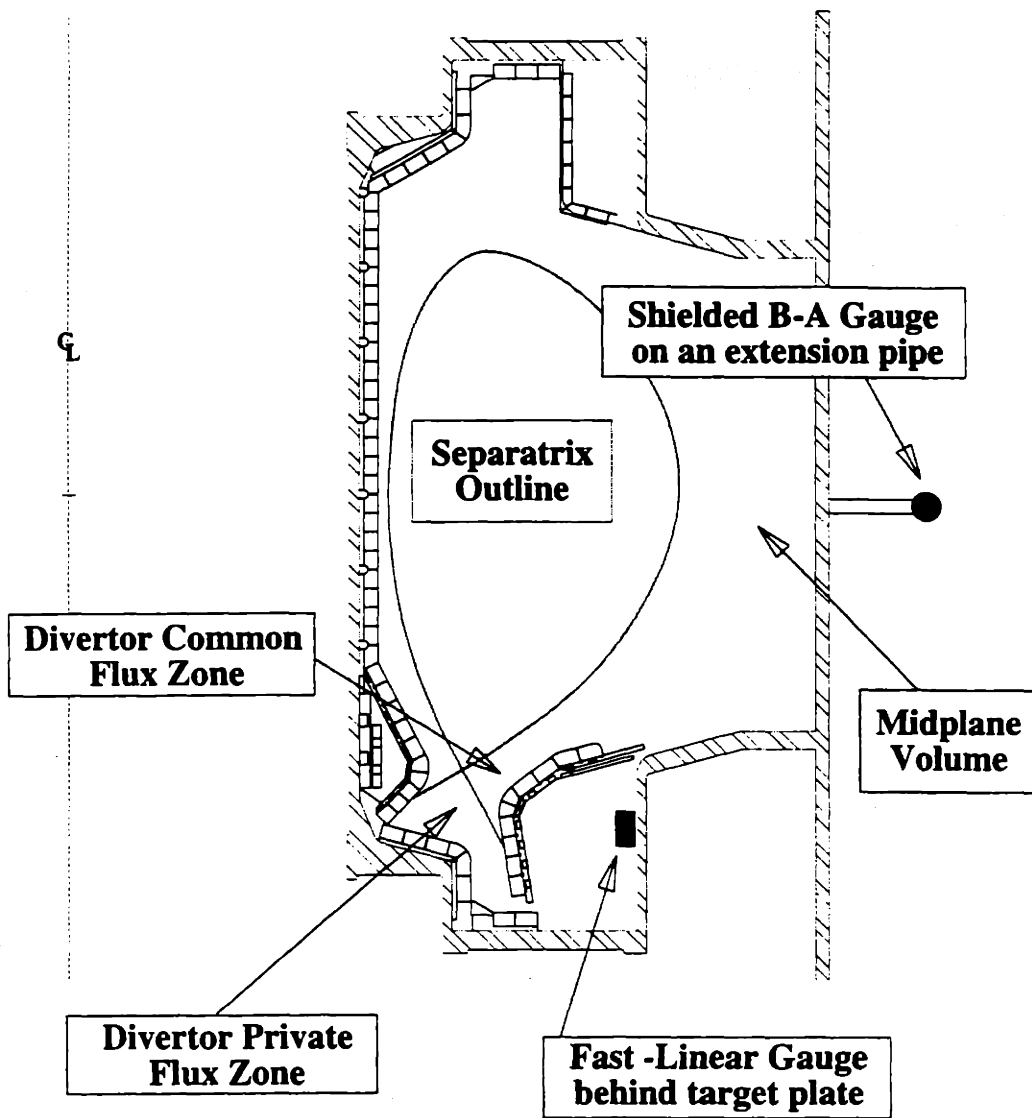 Shielded B-A Gauge
on an extension pipe
C
L
Separatrix
Outline
Divertor Common
Flux Zone
Midplane
Volume
Divertor Private
Flux Zone
Fast -Linear Gauge
behind target plate